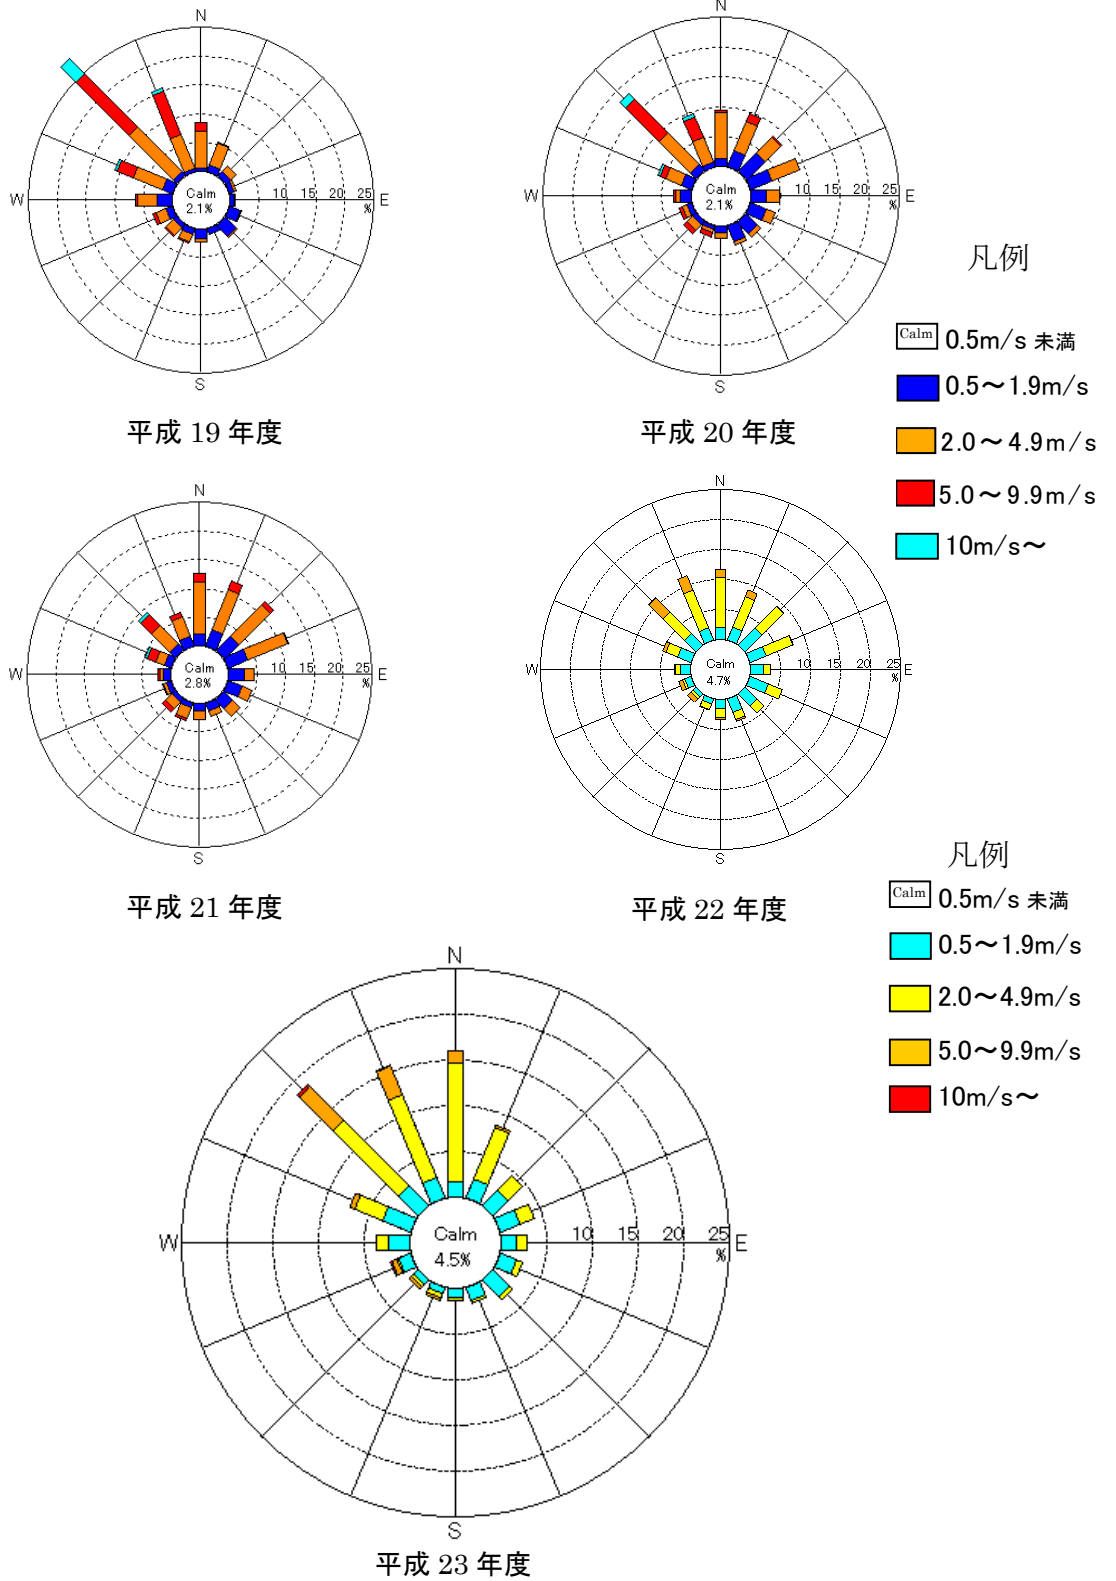 N
W
Calm
2.1%
10 15 20 25
%
E
S
平成 19 年度
N
W
Calm
2.1%
10 15 20 25
%
E
S
平成 20 年度
凡例
Calm 0.5m/s 未満
0.5～1.9m/s
2.0～4.9m/s
5.0～9.9m/s
10m/s～
N
W
Calm
2.8%
10 15 20 25
%
E
S
平成 21 年度
N
W
Calm
4.7%
10 15 20 25
%
E
S
平成 22 年度
凡例
Calm 0.5m/s 未満
0.5～1.9m/s
2.0～4.9m/s
5.0～9.9m/s
10m/s～
N
W
Calm
4.5%
10 15 20 25
%
E
S
平成 23 年度